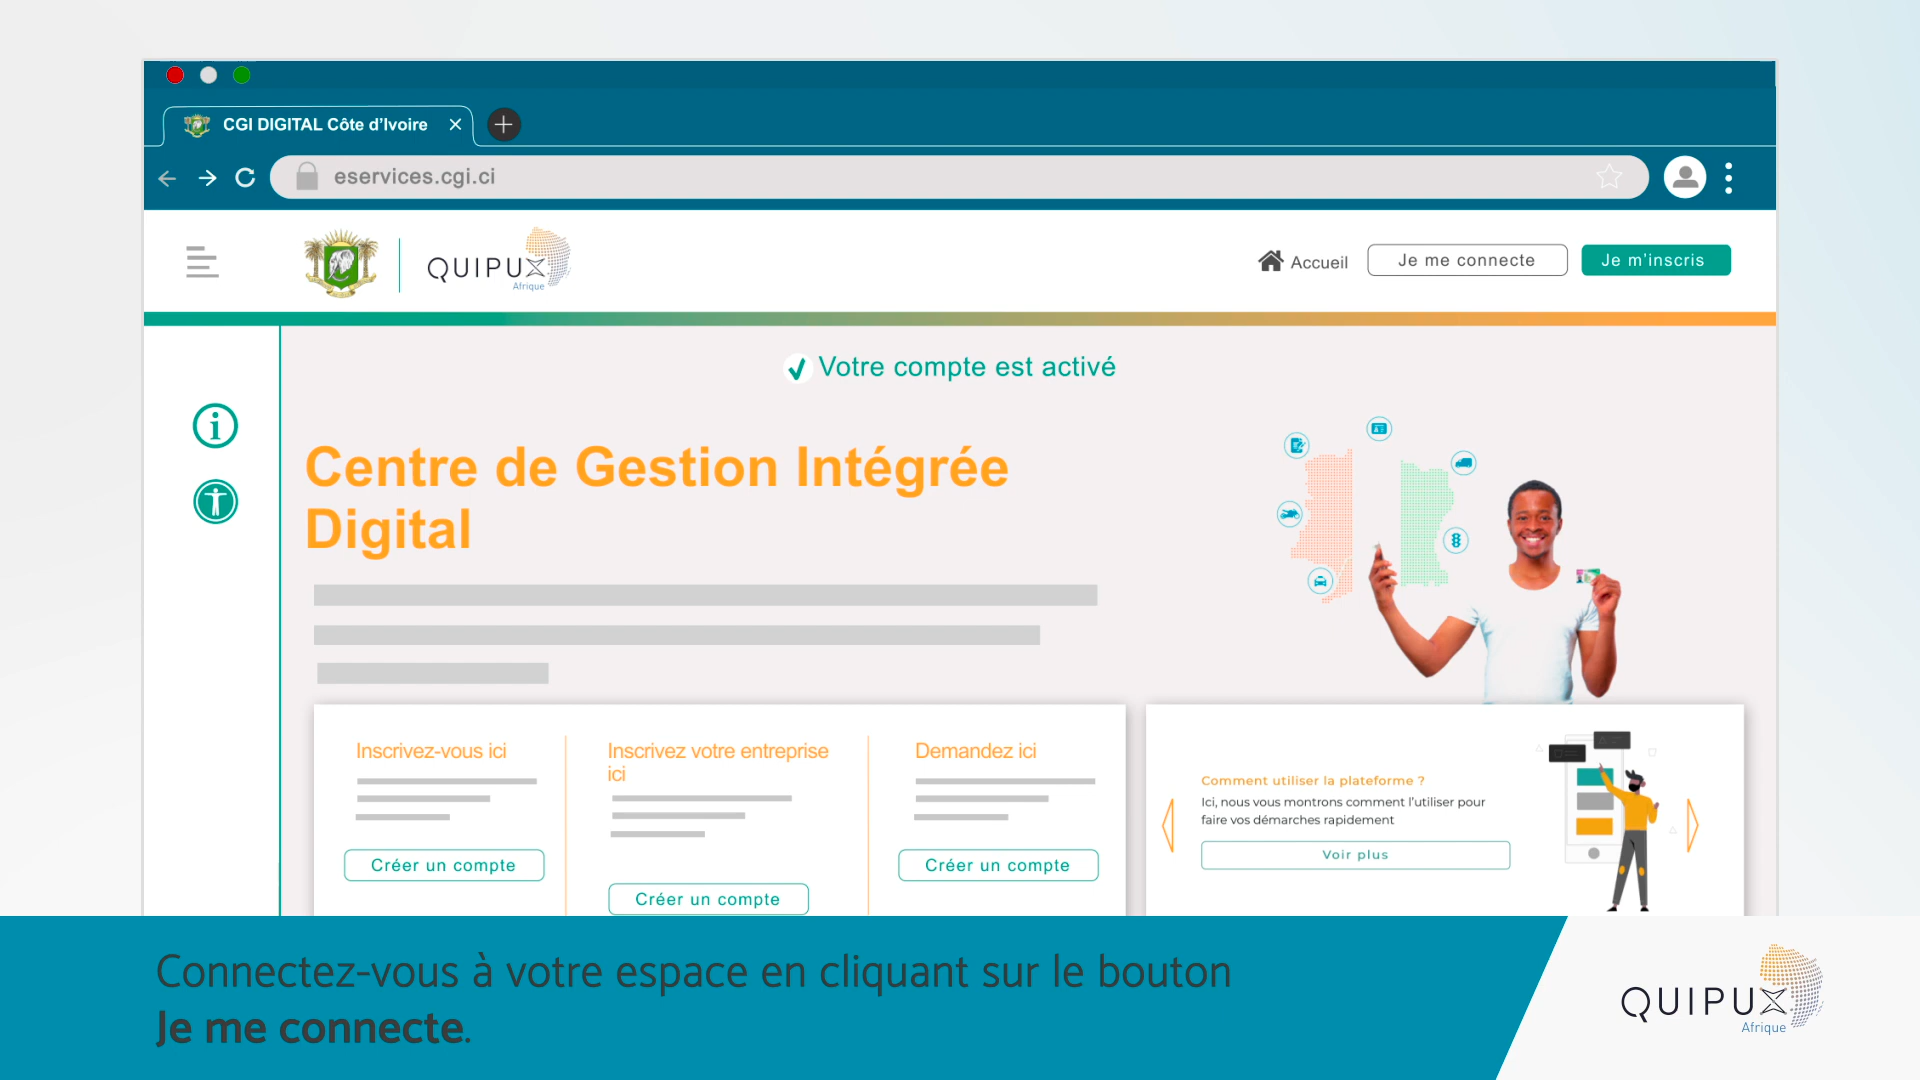 CGI DIGITAL Côte d'Ivoire
eservices.cgi.ci
QUIPUX
Afrique
Accueil
Je me connecte
Je m'inscris
Votre compte est activé
Centre de Gestion Intégrée
Digital
Inscrivez-vous ici
Créer un compte
Inscrivez votre entreprise
ici
Créer un compte
Demandez ici
Créer un compte
Comment utiliser la plateforme ?
Ici, nous vous montrons comment l'utiliser pour
faire vos démarches rapidement
Voir plus
Connectez-vous à votre espace en cliquant sur le bouton
Je me connecte.
QUIPUX
Afrique